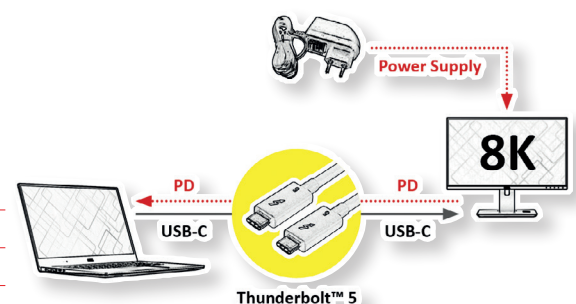 Power Supply
8K
PD
PD
USB-C
USB-C
Thunderbolt™ 5